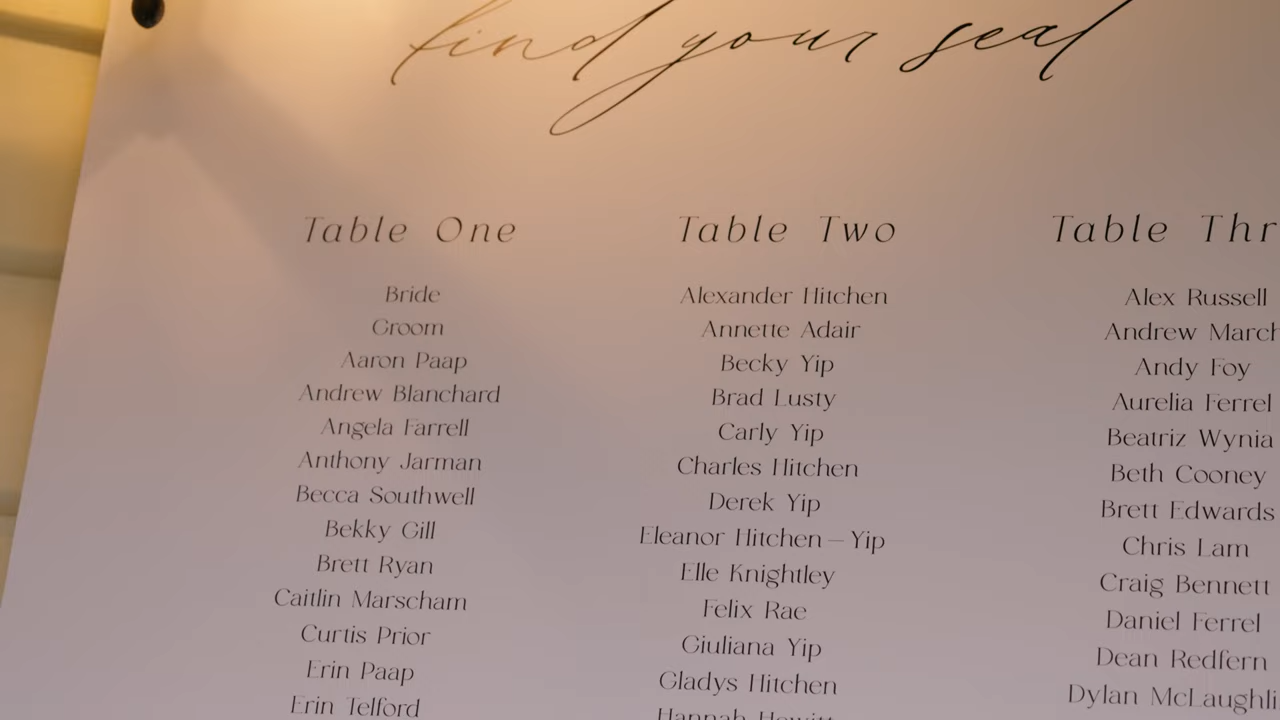 find your seat
Table One
Bride
Groom
Aaron Paap
Andrew Blanchard
Angela Farrell
Anthony Jarman
Becca Southwell
Bekky Gill
Brett Ryan
Caitlin Marscham
Curtis Prior
Erin Paap
Erin Telford
Table Two
Alexander Hitchen
Annette Adair
Becky Yip
Brad Lusty
Carly Yip
Charles Hitchen
Derek Yip
Eleanor Hitchen – Yip
Elle Knightley
Felix Rae
Giuliana Yip
Gladys Hitchen
Hannah Hewitt
Table Thr
Alex Russell
Andrew March
Andy Foy
Aurelia Ferrel
Beatriz Wynia
Beth Cooney
Brett Edwards
Chris Lam
Craig Bennett
Daniel Ferrel
Dean Redfern
Dylan McLaughli